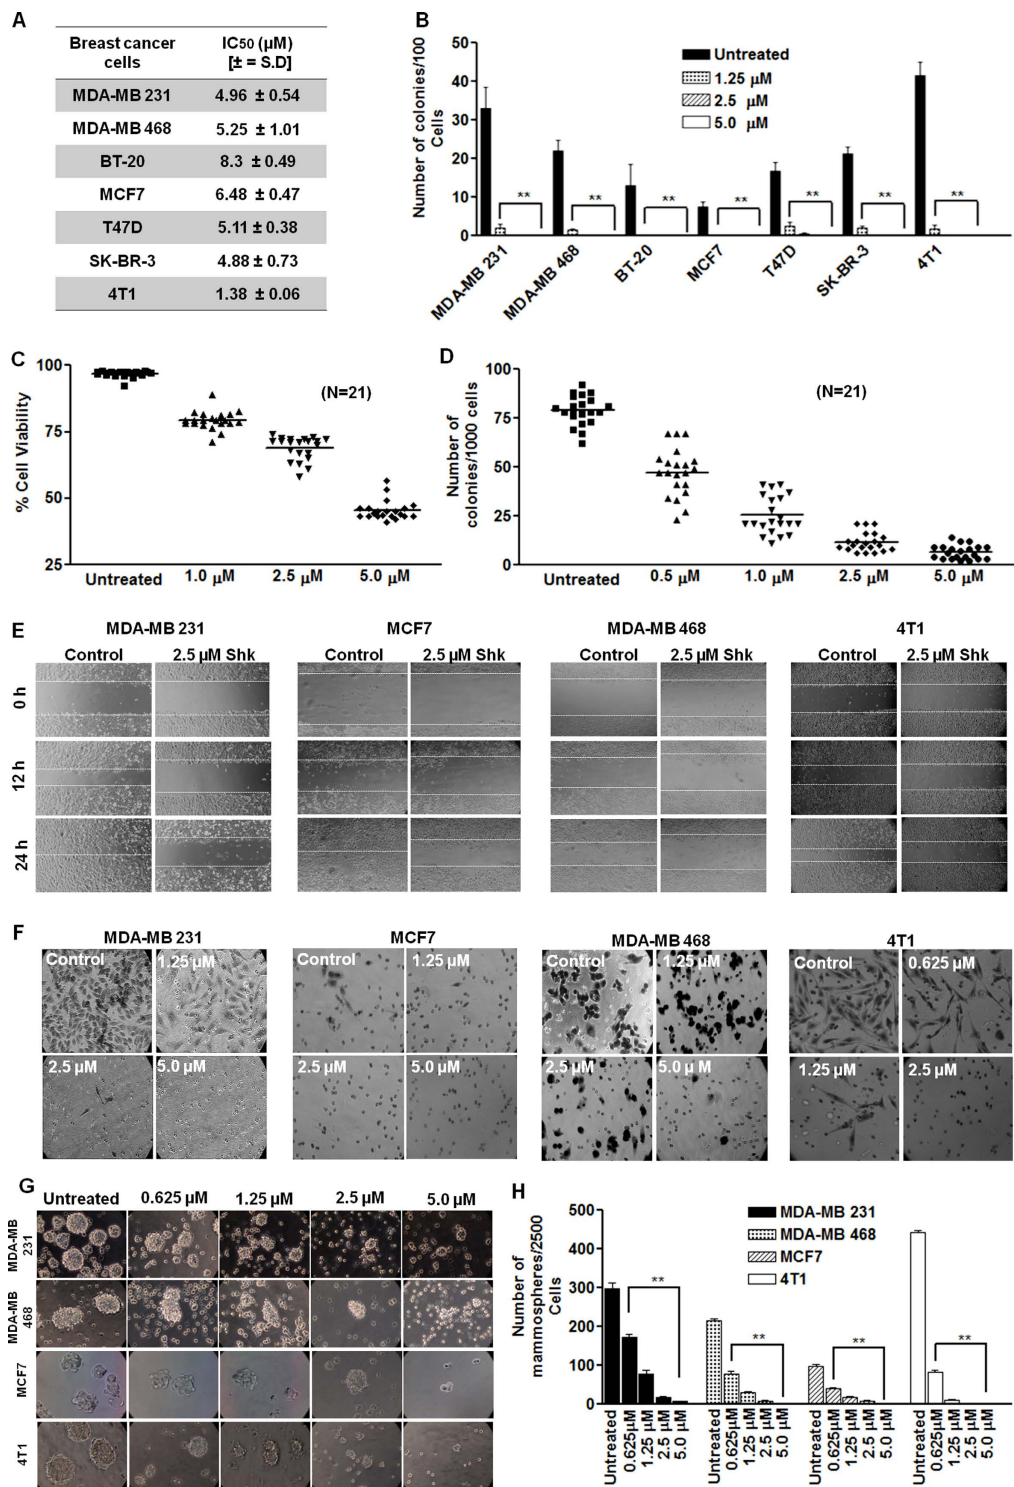 A
Breast cancer cells
IC50 (µM) [± = S.D]
MDA-MB 231 4.96 ± 0.54
MDA-MB 468 5.25 ± 1.01
BT-20 8.3 ± 0.49
MCF7 6.48 ± 0.47
T47D 5.11 ± 0.38
SK-BR-3 4.88 ± 0.73
4T1 1.38 ± 0.06
B
Number of colonies/100
Cells
50
40
30
20
10
0
Untreated
1.25 µM
2.5 µM
5.0 µM
** ** ** ** ** ** **
MDA-MB 231
MDA-MB 468
BT-20
MCF7
T47D
SK-BR-3
4T1
C
% Cell Viability
100
75
50
25
(N=21)
Untreated 1.0 µM 2.5 µM 5.0 µM
D
Number of
colonies/1000 cells
100
75
50
25
0
(N=21)
Untreated 0.5 µM 1.0 µM 2.5 µM 5.0 µM
E
MDA-MB 231 MCF7 MDA-MB 468 4T1
Control 2.5 µM Shk Control 2.5 µM Shk Control 2.5 µM Shk Control 2.5 µM Shk
0 h
12 h
24 h
F
MDA-MB 231 MCF7 MDA-MB 468 4T1
Control 1.25 µM Control 1.25 µM Control 1.25 µM Control 0.625 µM
2.5 µM 5.0 µM 2.5 µM 5.0 µM 2.5 µM 5.0 µM 1.25 µM 2.5 µM
G
Untreated 0.625 µM 1.25 µM 2.5 µM 5.0 µM
MDA-MB
231
MDA-MB
468
MCF7
4T1
H
Number of
mammospheres/2500
Cells
500
400
300
200
100
0
MDA-MB 231
MDA-MB 468
MCF7
4T1
** ** ** **
Untreated
0.625µM
1.25 µM
2.5 µM
5.0 µM
Untreated
0.625µM
1.25 µM
2.5 µM
5.0 µM
Untreated
0.625µM
1.25 µM
2.5 µM
5.0 µM
Untreated
0.625µM
1.25 µM
2.5 µM
5.0 µM